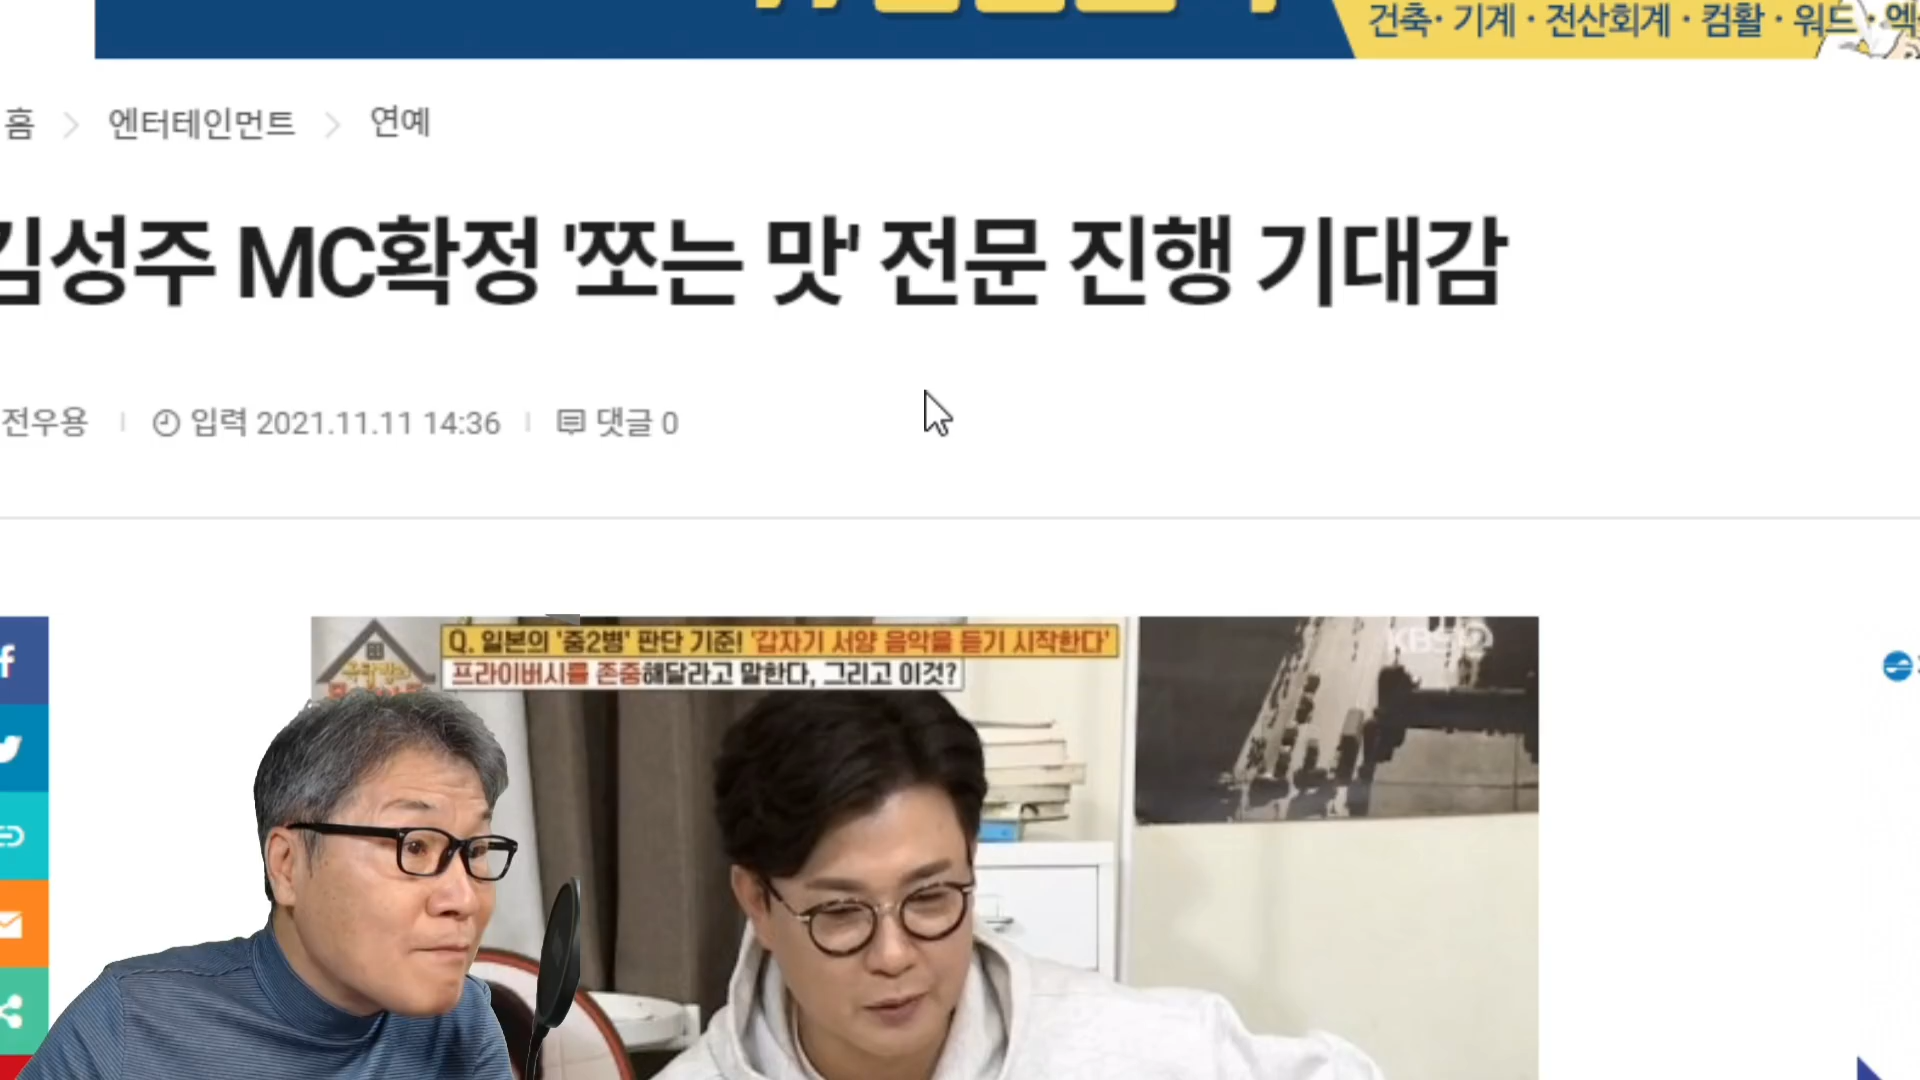 건축· 기계 · 전산회계 · 컴활 · 워드 ·
홈 > 엔터테인먼트 > 연예
김성주 MC확정 '쪼는 맛' 전문 진행 기대감
전우용 | 입력 2021.11.11 14:36 | 댓글 0
Q. 일본의 '중2병' 판단 기준! '갑자기 서양 음악을 듣기 시작한다'
프라이버시를 존중해달라고 말한다, 그리고 이것?
KBS 2